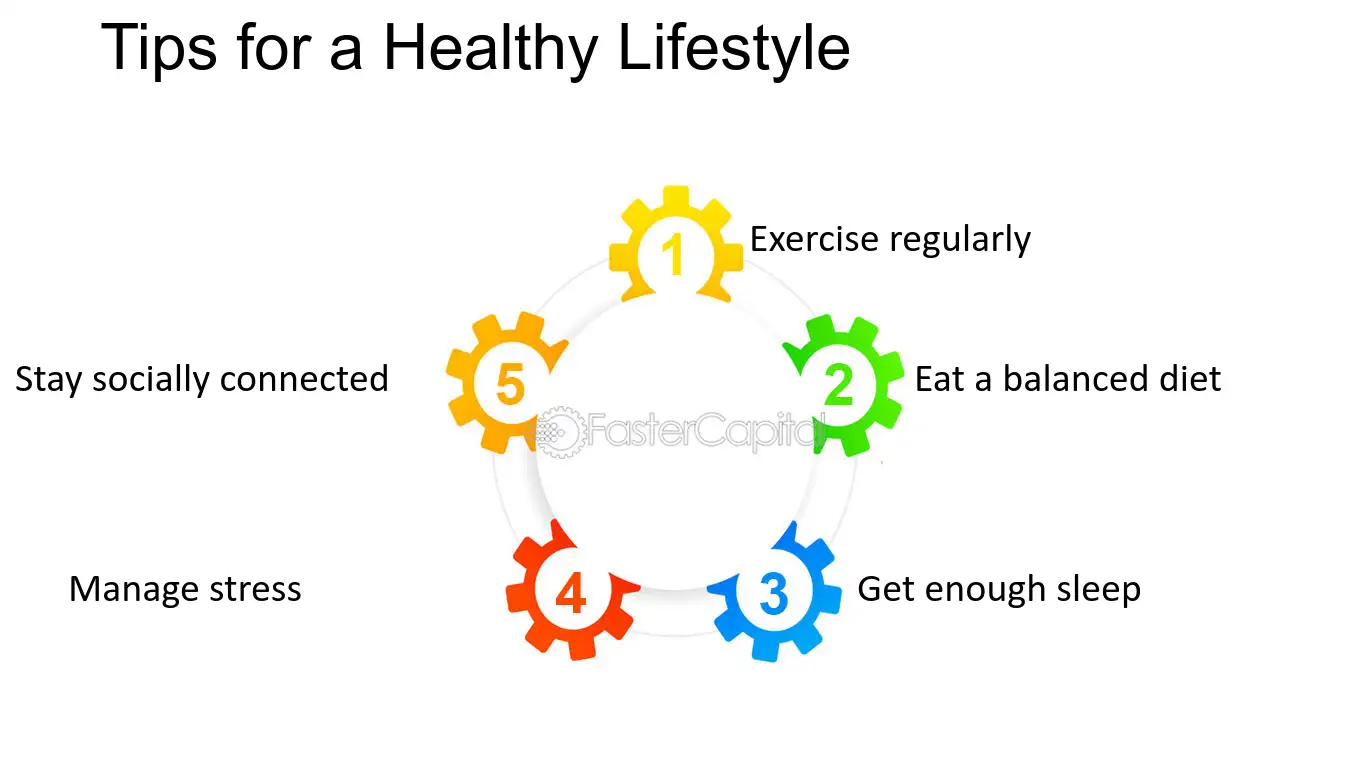 Tips for a Healthy Lifestyle
1
Exercise regularly
2
Eat a balanced diet
3
Get enough sleep
4
Manage stress
5
Stay socially connected
FasterCapital